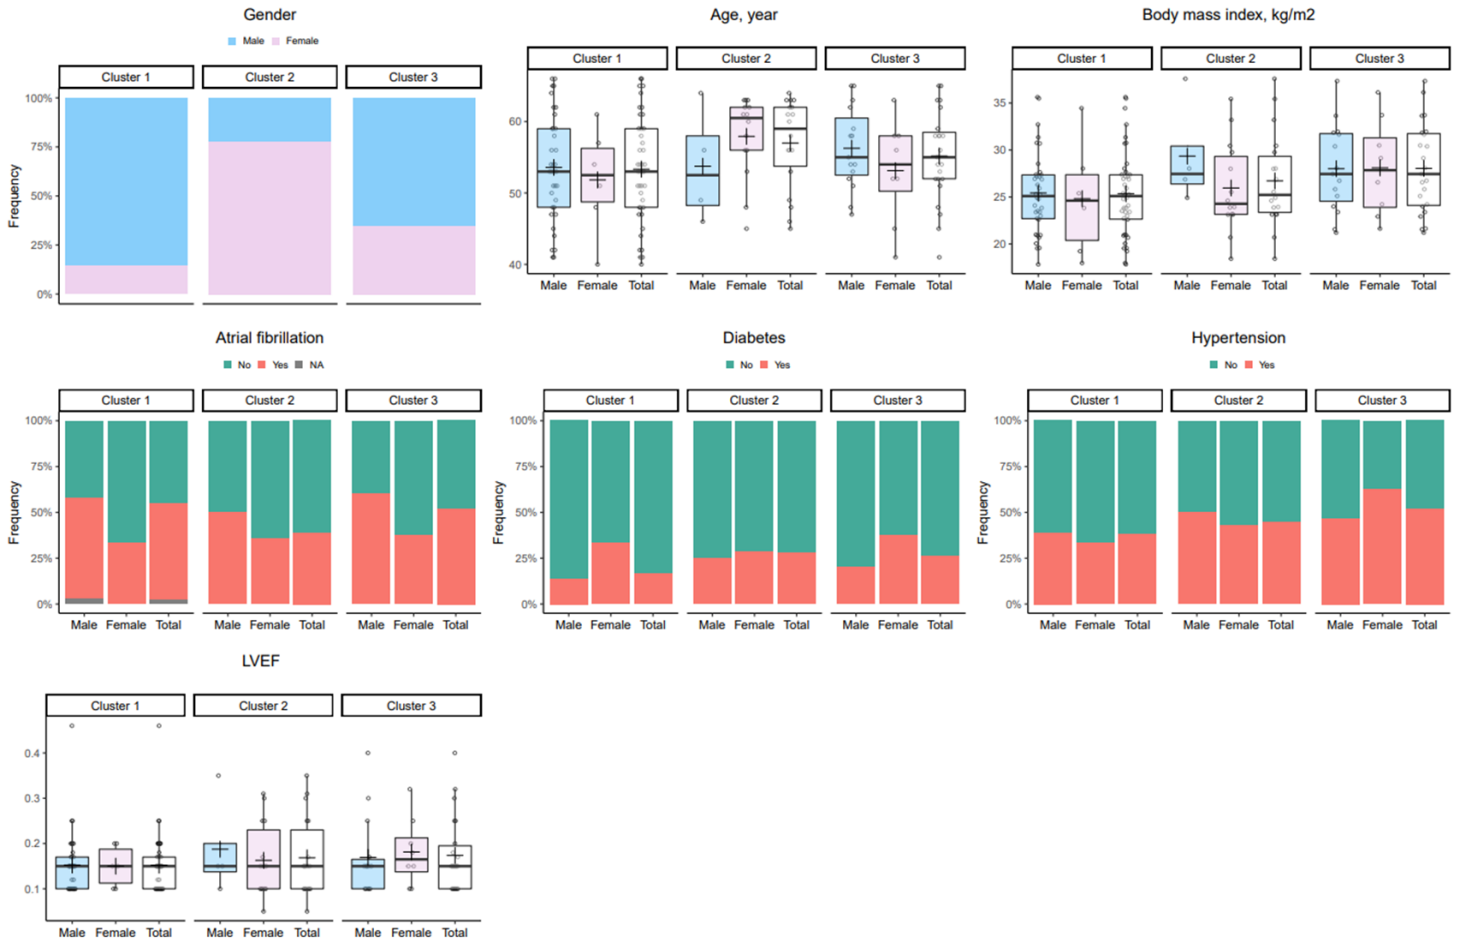 Gender
Male Female
Cluster 1 Cluster 2 Cluster 3
100%
75%
50%
25%
0%
Frequency
Age, year
Cluster 1 Cluster 2 Cluster 3
60
50
40
Male Female Total Male Female Total Male Female Total
Body mass index, kg/m2
Cluster 1 Cluster 2 Cluster 3
35
30
25
20
Male Female Total Male Female Total Male Female Total
Atrial fibrillation
No Yes NA
Cluster 1 Cluster 2 Cluster 3
100%
75%
50%
25%
0%
Frequency
Male Female Total Male Female Total Male Female Total
Diabetes
No Yes
Cluster 1 Cluster 2 Cluster 3
100%
75%
50%
25%
0%
Frequency
Male Female Total Male Female Total Male Female Total
Hypertension
No Yes
Cluster 1 Cluster 2 Cluster 3
100%
75%
50%
25%
0%
Frequency
Male Female Total Male Female Total Male Female Total
LVEF
Cluster 1 Cluster 2 Cluster 3
0.4
0.3
0.2
0.1
Male Female Total Male Female Total Male Female Total